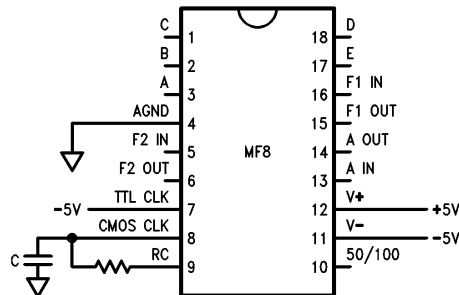 C 1 18 D
B 2 17 E
A 3 16 F1 IN
AGND 4 15 F1 OUT
F2 IN 5 14 A OUT
MF8
F2 OUT 6 13 A IN
-5V TTL CLK 7 12 V+ +5V
CMOS CLK 8 11 V- -5V
C RC 9 10 50/100